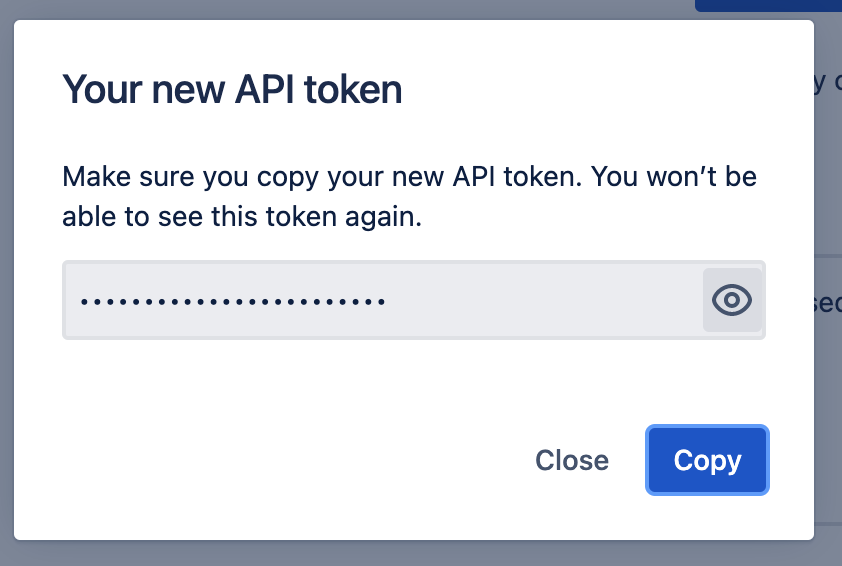 Your new API token
Make sure you copy your new API token. You won’t be
able to see this token again.
••••••••••••••••••••••••
Close
Copy